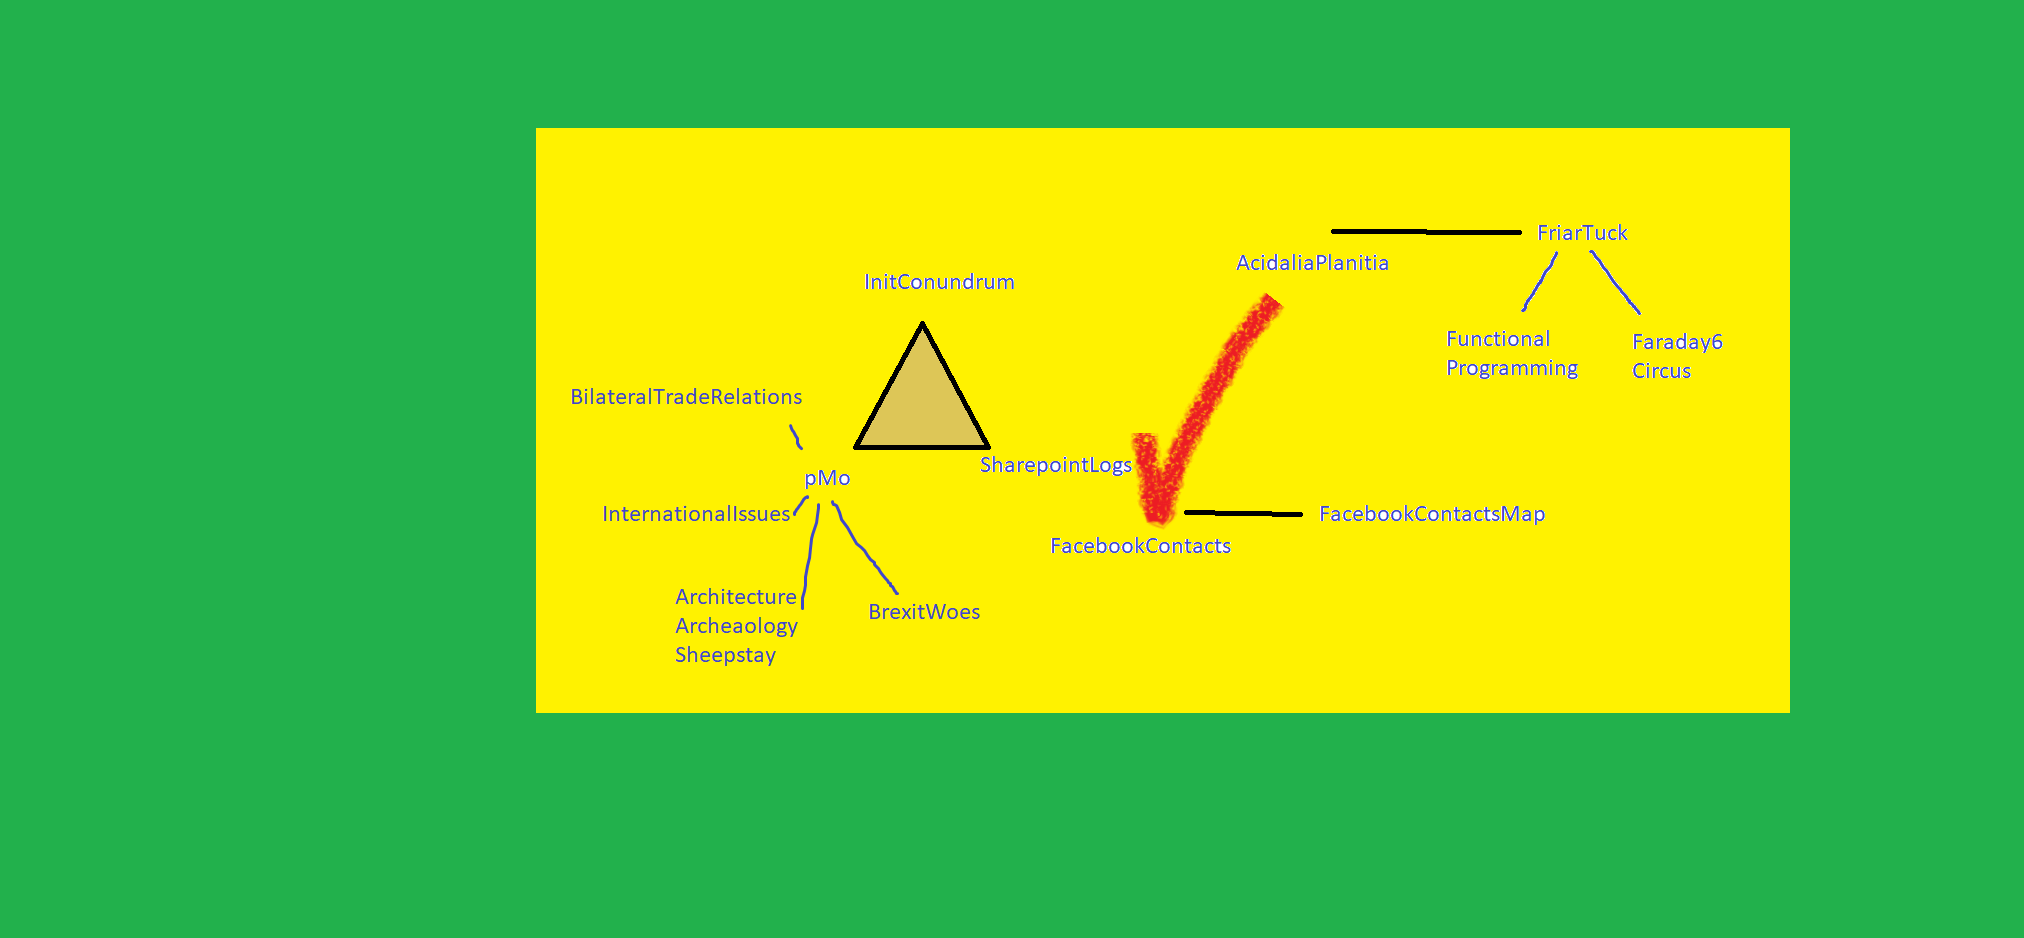 FriarTuck
AcidaliaPlanitia
InitConundrum
Functional
Programming
Faraday6
Circus
BilateralTradeRelations
SharepointLogs
pMo
InternationalIssues
FacebookContactsMap
FacebookContacts
Architecture
Archeaology
Sheepstay
BrexitWoes